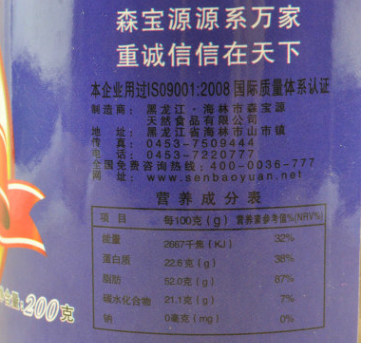 森宝源源系万家
重诚信信在天下
本企业用过ISO9001:2008 国际质量体系认证
制造商：黑龙江·海林市森宝源
天然食品有限公司
地 址：黑龙江省海林市山市镇
传 真：0453-7509444
电 话：0453-7220777
全国免费咨询热线：400-0036-777
网 址：www.senbaoyuan.net
营养成分表
项 目 每100克(g) 营养素参考值%(NRV%)
能量 2667千焦(KJ) 32%
蛋白质 22.8克(g) 38%
脂肪 52.0克(g) 87%
碳水化合物 21.1克(g) 7%
钠 0毫克(mg) 0%
含量:200克